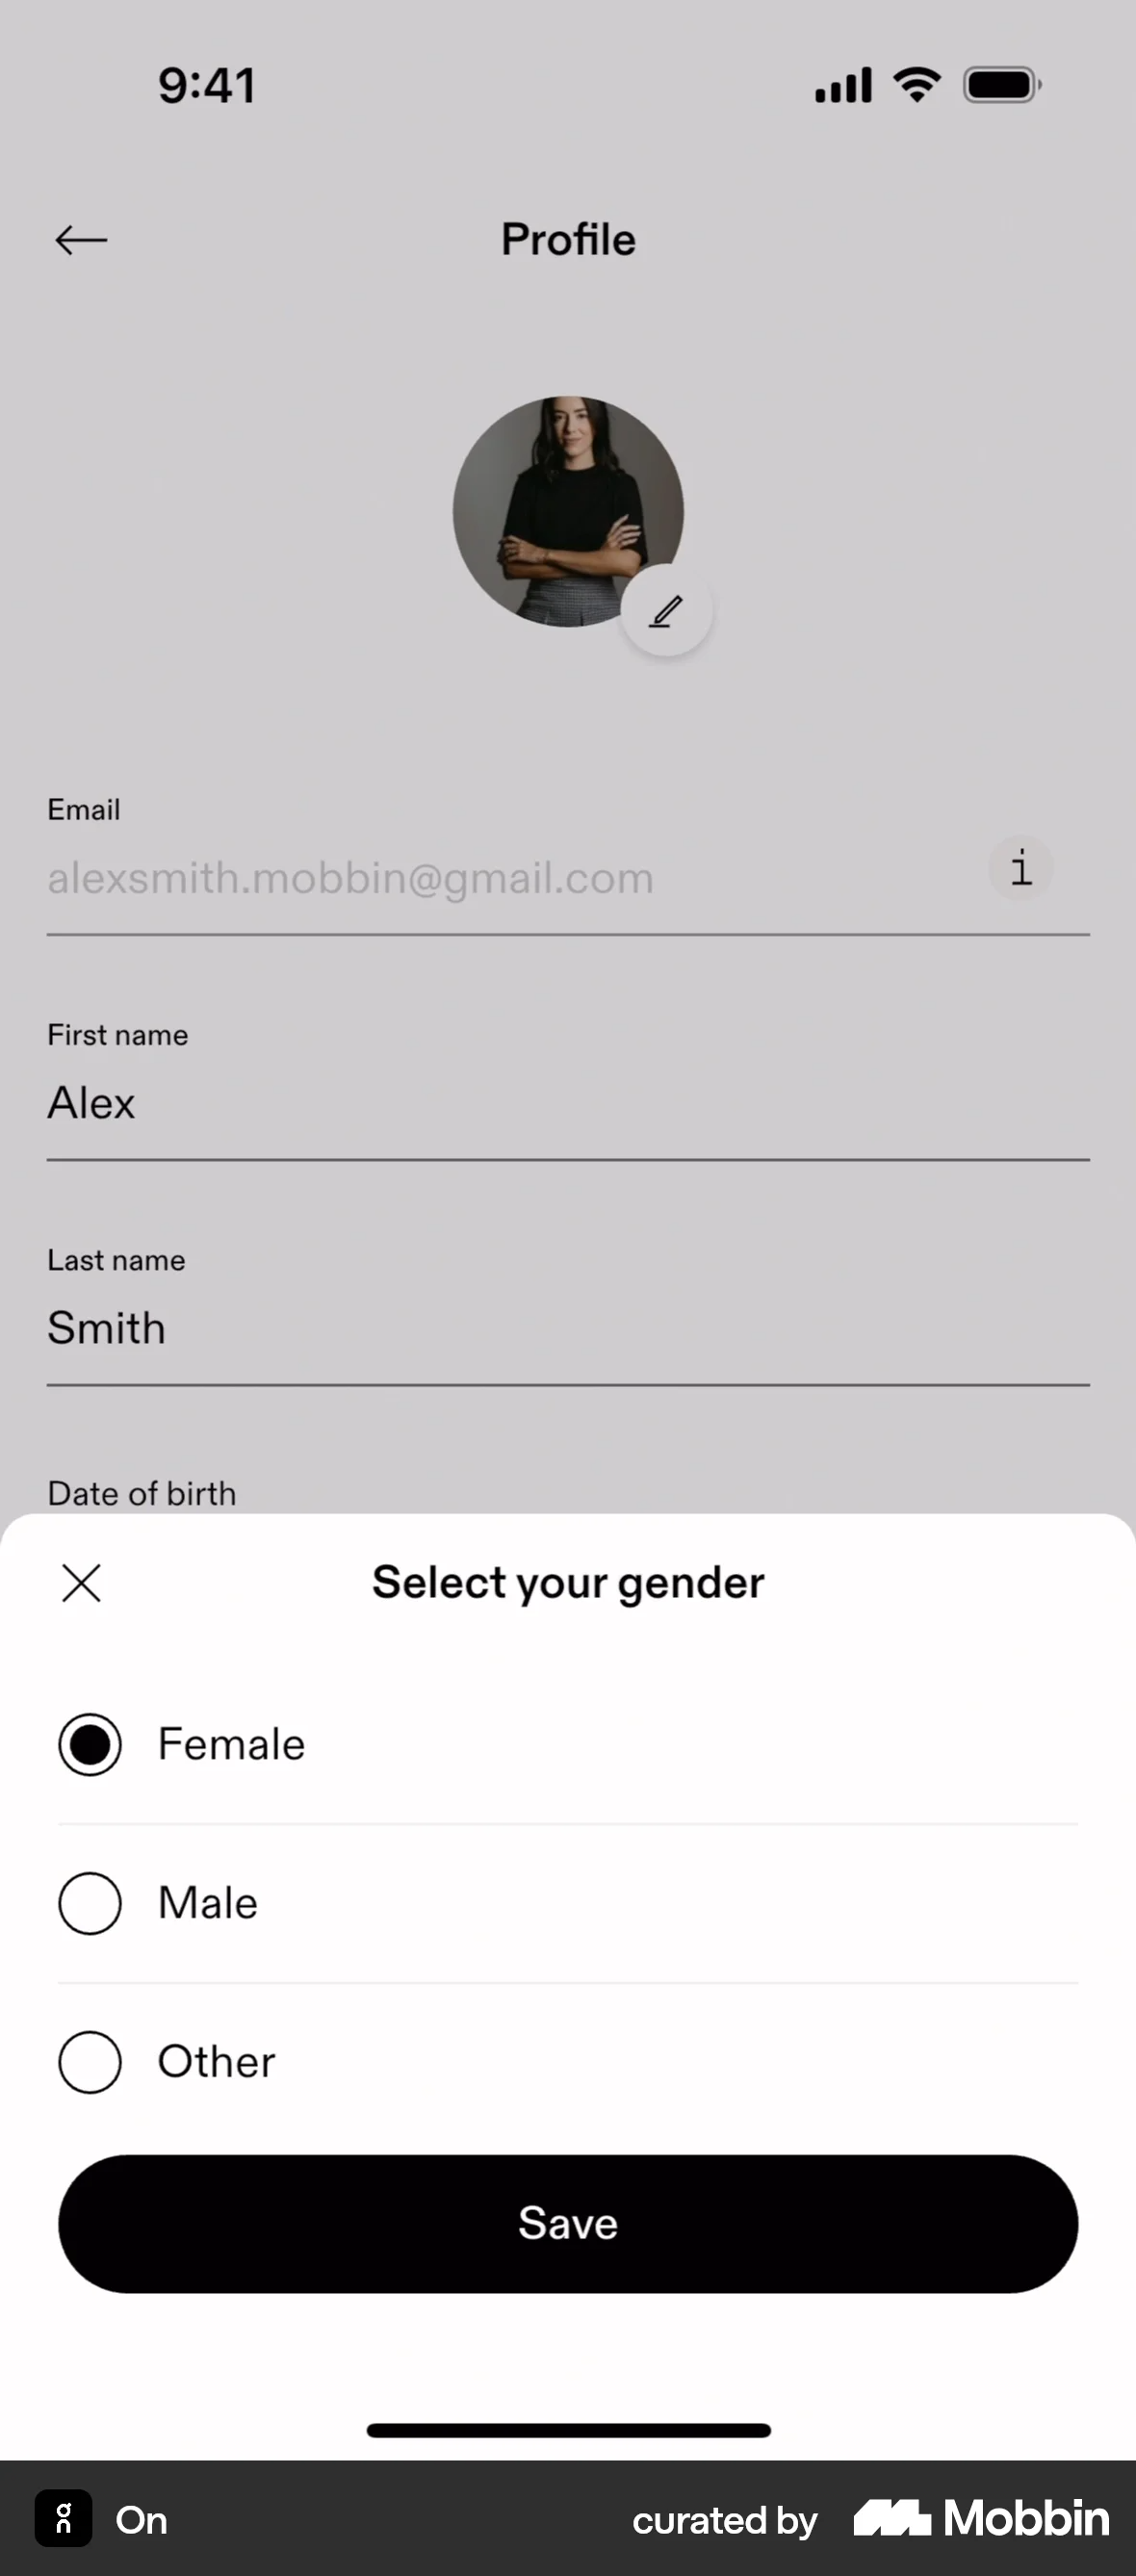 9:41
Profile
Email
alexsmith.mobbin@gmail.com
i
First name
Alex
Last name
Smith
Date of birth
Select your gender
Female
Male
Other
Save
On
curated by Mobbin